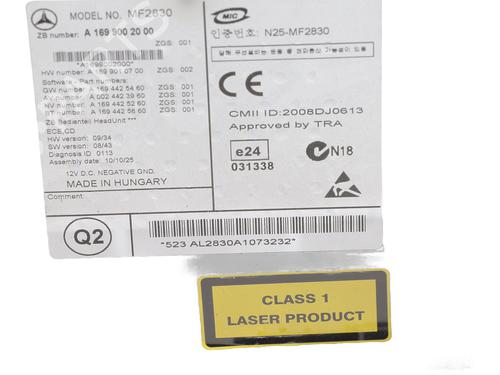 MODEL NO. MF2830
ZB number: A 169 900 20 00 ZGS: 001
*A1699002000*
HW number: A 169 901 07 00 ZGS: 002
Software - Part numbers:
GW number: A 169 442 54 60 ZGS: 001
AV number: A 002 442 39 60 ZGS: 001
NV number: A 169 442 52 60 ZGS: 001
BT number: A 169 442 56 60 ZGS: 001
ZB Bedienteil HeadUnit ***
ECE,CD
HW version: 09/34
SW version: 08/43
Diagnosis ID: 0113
Assembly date: 10/10/25
12V D.C. NEGATIVE GND.
MADE IN HUNGARY
Comment:
Q2
MIC
인증번호: N25-MF2830
CE
CMII ID:2008DJ0613
Approved by TRA
e24
031338
N18
*523 AL2830A1073232*
CLASS 1
LASER PRODUCT